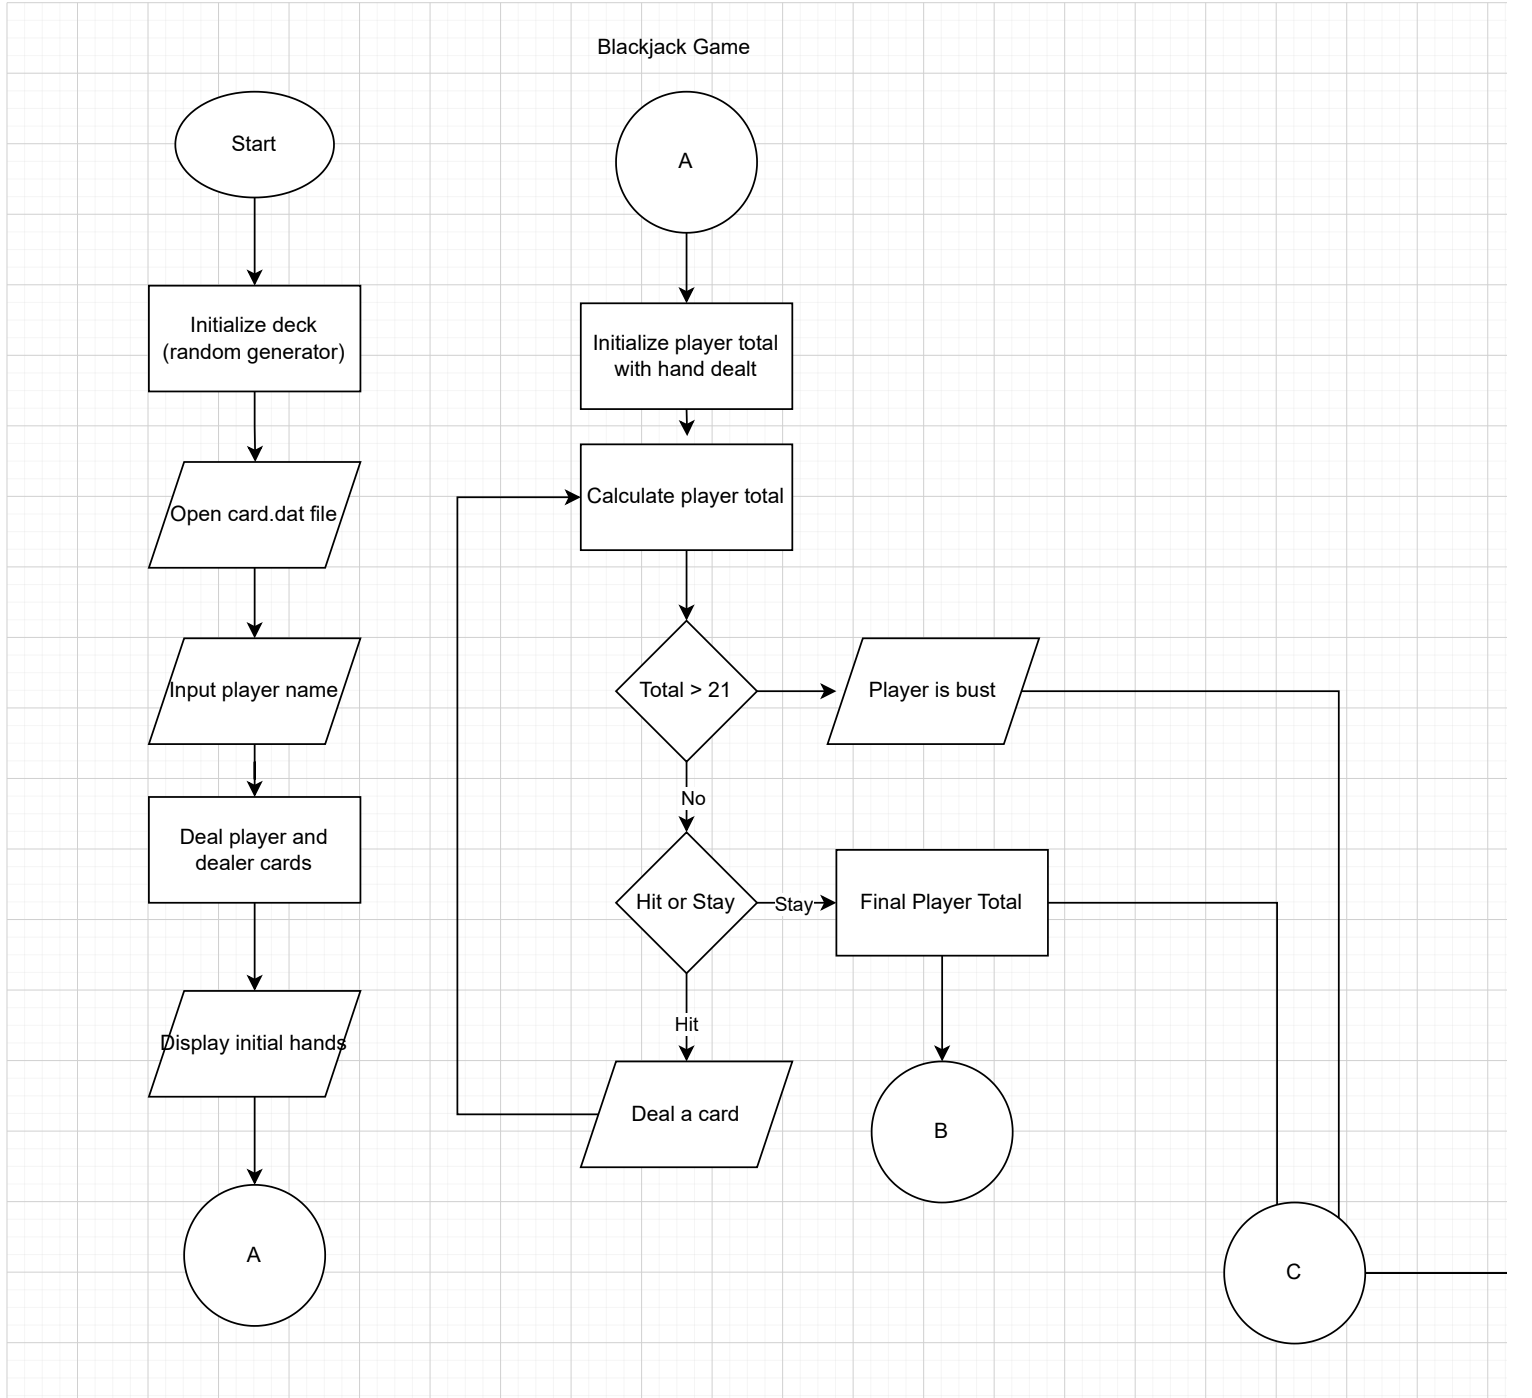 Blackjack Game
Start
Initialize deck
(random generator)
Open card.dat file
Input player name
Deal player and
dealer cards
Display initial hands
A
A
Initialize player total
with hand dealt
Calculate player total
Total > 21
Player is bust
No
Hit or Stay
Stay
Final Player Total
Hit
Deal a card
B
C